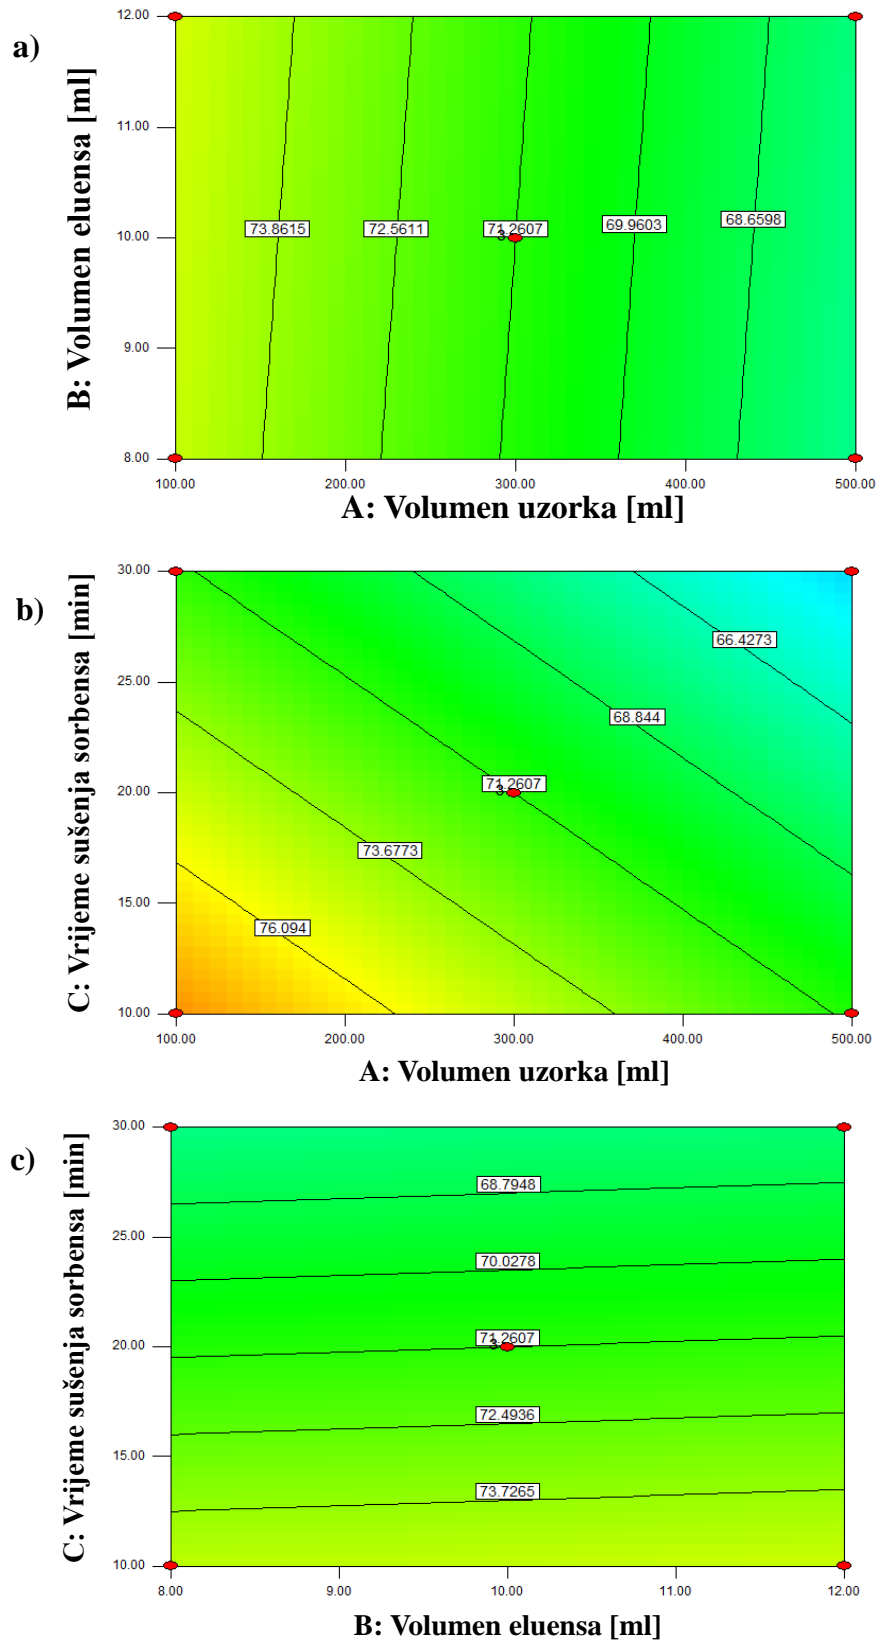 a)
B: Volumen eluensa [ml]
12.00
11.00
10.00
9.00
8.00
73.8615
72.5611
71.2607
69.9603
68.6598
3
100.00 200.00 300.00 400.00 500.00
A: Volumen uzorka [ml]
b)
C: Vrijeme sušenja sorbensa [min]
30.00
25.00
20.00
15.00
10.00
66.4273
68.844
71.2607
3
73.6773
76.094
100.00 200.00 300.00 400.00 500.00
A: Volumen uzorka [ml]
c)
C: Vrijeme sušenja sorbensa [min]
30.00
25.00
20.00
15.00
10.00
68.7948
70.0278
71.2607
3
72.4936
73.7265
8.00 9.00 10.00 11.00 12.00
B: Volumen eluensa [ml]